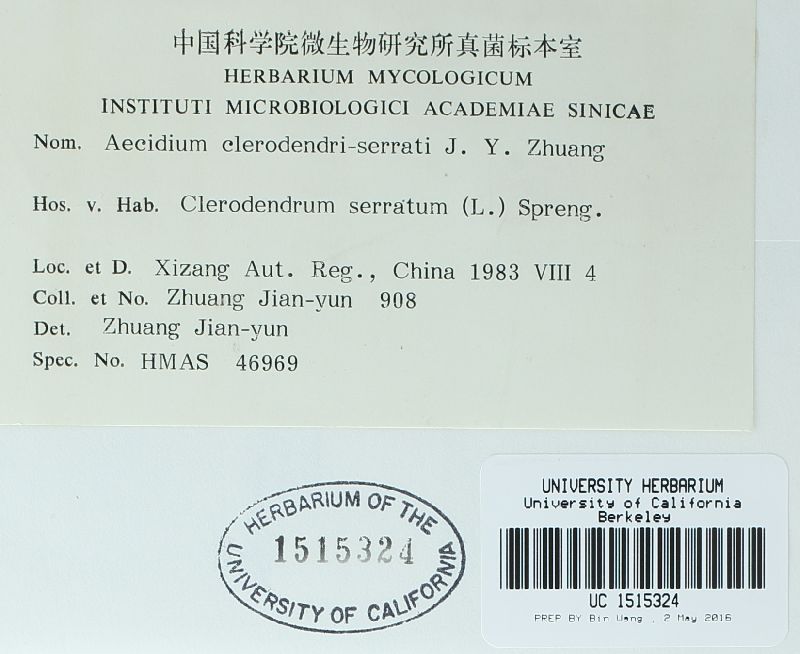 中国科学院微生物研究所真菌标本室
HERBARIUM MYCOLOGICUM
INSTITUTI MICROBIOLOGICI ACADEMIAE SINICAE
Nom. Aecidium clerodendri-serrati J. Y. Zhuang
Hos. v. Hab. Clerodendrum serratum (L.) Spreng.
Loc. et D. Xizang Aut. Reg., China 1983 VIII 4
Coll. et No. Zhuang Jian-yun 908
Det. Zhuang Jian-yun
Spec. No. HMAS 46969
HERBARIUM OF THE
1515324
UNIVERSITY OF CALIFORNIA
UNIVERSITY HERBARIUM
University of California
Berkeley
UC 1515324
PREP BY Bin Wang , 2 May 2016